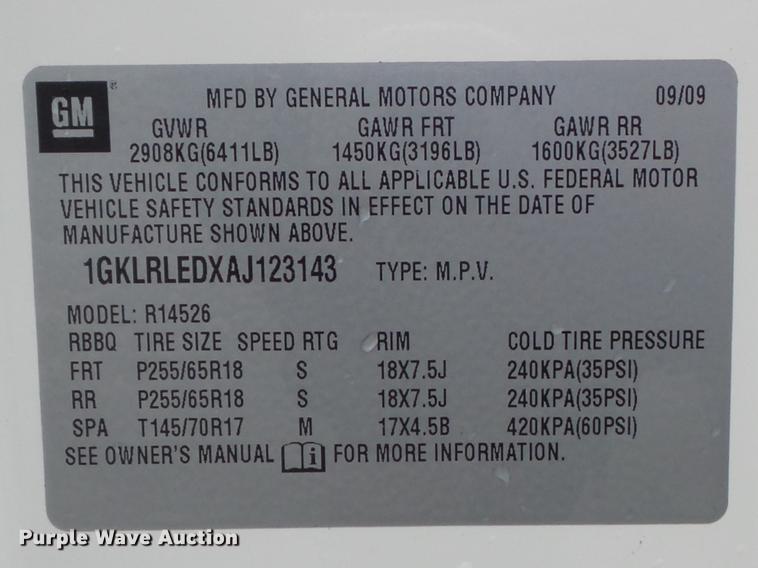 GM ® MFD BY GENERAL MOTORS COMPANY 09/09
GVWR GAWR FRT GAWR RR
2908KG(6411LB) 1450KG(3196LB) 1600KG(3527LB)
THIS VEHICLE CONFORMS TO ALL APPLICABLE U.S. FEDERAL MOTOR
VEHICLE SAFETY STANDARDS IN EFFECT ON THE DATE OF
MANUFACTURE SHOWN ABOVE.
1GKLRLEDXAJ123143 TYPE: M.P.V.
MODEL: R14526
RBBQ TIRE SIZE SPEED RTG RIM COLD TIRE PRESSURE
FRT P255/65R18 S 18X7.5J 240KPA(35PSI)
RR P255/65R18 S 18X7.5J 240KPA(35PSI)
SPA T145/70R17 M 17X4.5B 420KPA(60PSI)
SEE OWNER'S MANUAL i FOR MORE INFORMATION.
Purple Wave Auction